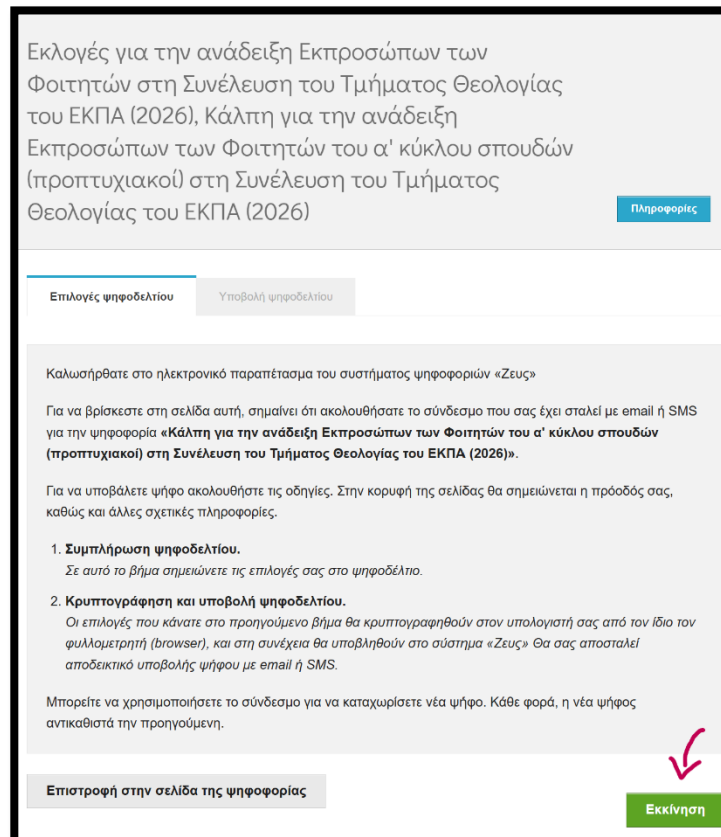 Εκλογές για την ανάδειξη Εκπροσώπων των
Φοιτητών στη Συνέλευση του Τμήματος Θεολογίας
του ΕΚΠΑ (2026), Κάλπη για την ανάδειξη
Εκπροσώπων των Φοιτητών του α' κύκλου σπουδών
(προπτυχιακοί) στη Συνέλευση του Τμήματος
Θεολογίας του ΕΚΠΑ (2026)
Πληροφορίες
Επιλογές ψηφοδελτίου
Υποβολή ψηφοδελτίου
Καλωσήρθατε στο ηλεκτρονικό παραπέτασμα του συστήματος ψηφοφοριών «Ζευς»
Για να βρίσκεστε στη σελίδα αυτή, σημαίνει ότι ακολουθήσατε το σύνδεσμο που σας έχει σταλεί με email ή SMS
για την ψηφοφορία «Κάλπη για την ανάδειξη Εκπροσώπων των Φοιτητών του α' κύκλου σπουδών
(προπτυχιακοί) στη Συνέλευση του Τμήματος Θεολογίας του ΕΚΠΑ (2026)».
Για να υποβάλετε ψήφο ακολουθήστε τις οδηγίες. Στην κορυφή της σελίδας θα σημειώνεται η πρόοδός σας,
καθώς και άλλες σχετικές πληροφορίες.
1. Συμπλήρωση ψηφοδελτίου.
Σε αυτό το βήμα σημειώνετε τις επιλογές σας στο ψηφοδέλτιο.
2. Κρυπτογράφηση και υποβολή ψηφοδελτίου.
Οι επιλογές που κάνατε στο προηγούμενο βήμα θα κρυπτογραφηθούν στον υπολογιστή σας από τον ίδιο τον
φυλλομετρητή (browser), και στη συνέχεια θα υποβληθούν στο σύστημα «Ζευς» Θα σας αποσταλεί
αποδεικτικό υποβολής ψήφου με email ή SMS.
Μπορείτε να χρησιμοποιήσετε το σύνδεσμο για να καταχωρίσετε νέα ψήφο. Κάθε φορά, η νέα ψήφος
αντικαθιστά την προηγούμενη.
Επιστροφή στην σελίδα της ψηφοφορίας
Εκκίνηση